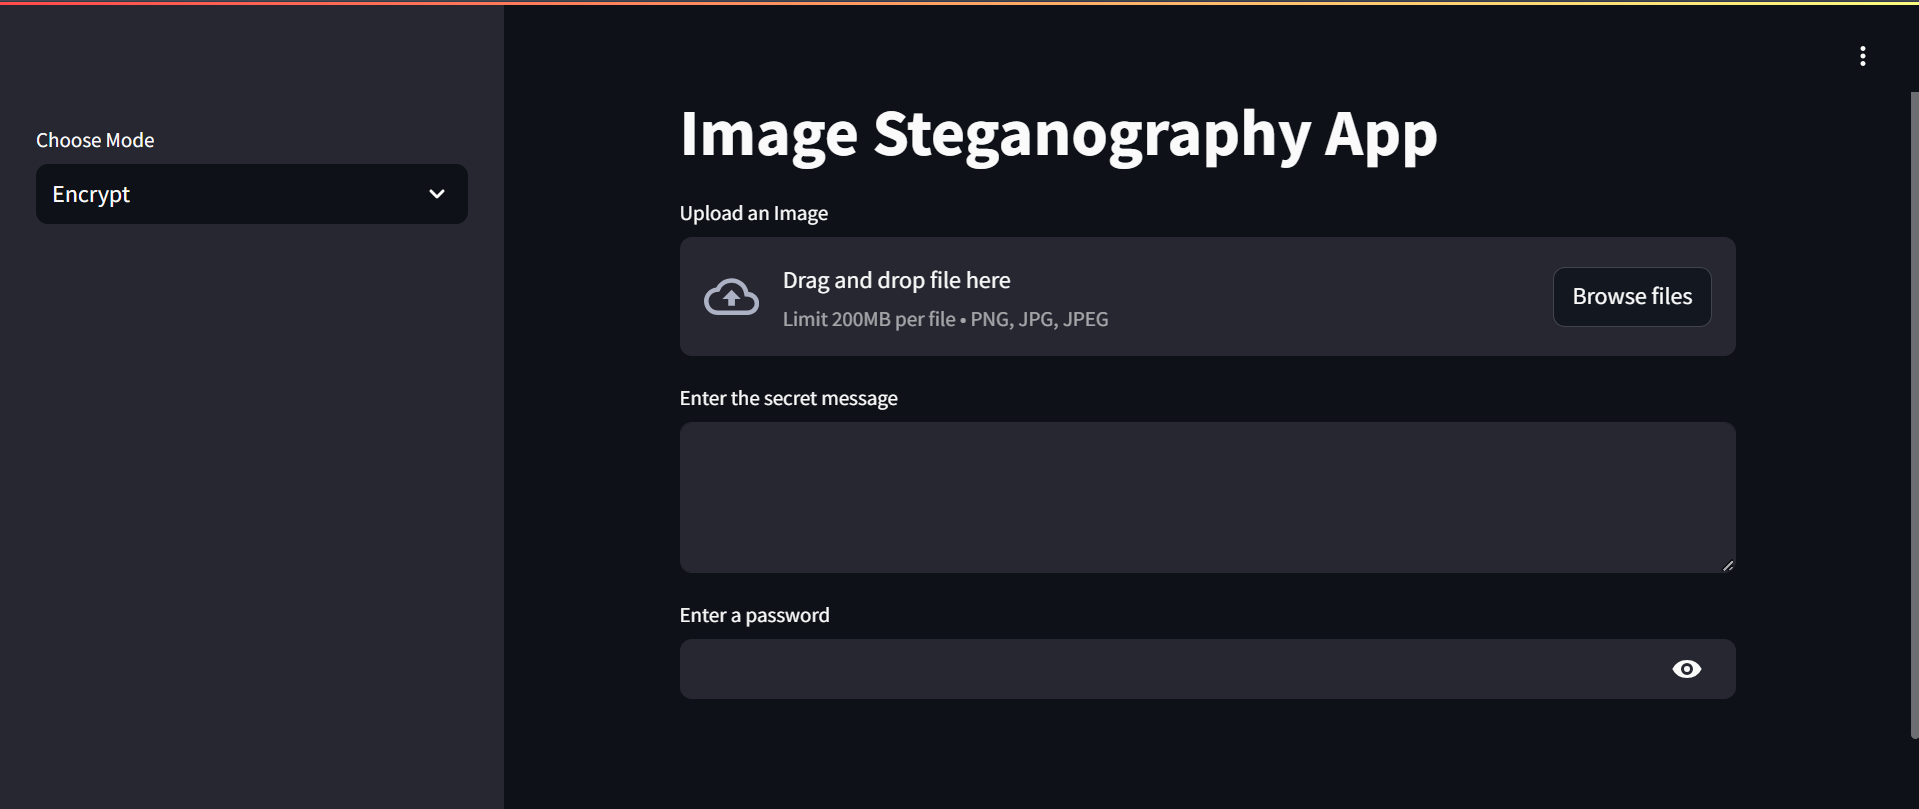 Choose Mode
Encrypt
Image Steganography App
Upload an Image
Drag and drop file here
Limit 200MB per file • PNG, JPG, JPEG
Browse files
Enter the secret message
Enter a password